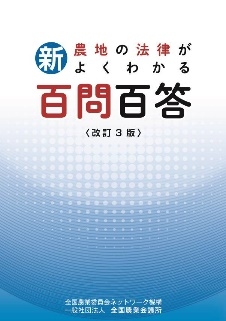 新
農地の法律が
よくわかる
百問百答
〈改訂3版〉
全国農業委員会ネットワーク機構
一般社団法人 全国農業会議所